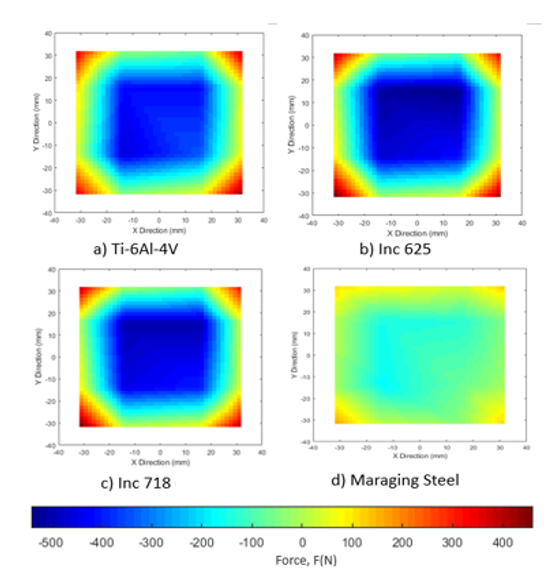 40
30
20
10
0
-10
-20
-30
-40
Y Direction (mm)
-40 -30 -20 -10 0 10 20 30 40
X Direction (mm)
a) Ti-6Al-4V
40
30
20
10
0
-10
-20
-30
-40
Y Direction (mm)
-40 -30 -20 -10 0 10 20 30 40
X Direction (mm)
b) Inc 625
40
30
20
10
0
-10
-20
-30
-40
Y Direction (mm)
-40 -30 -20 -10 0 10 20 30 40
X Direction (mm)
c) Inc 718
40
30
20
10
0
-10
-20
-30
-40
Y Direction (mm)
-40 -30 -20 -10 0 10 20 30 40
X Direction (mm)
d) Maraging Steel
-500 -400 -300 -200 -100 0 100 200 300 400
Force, F(N)